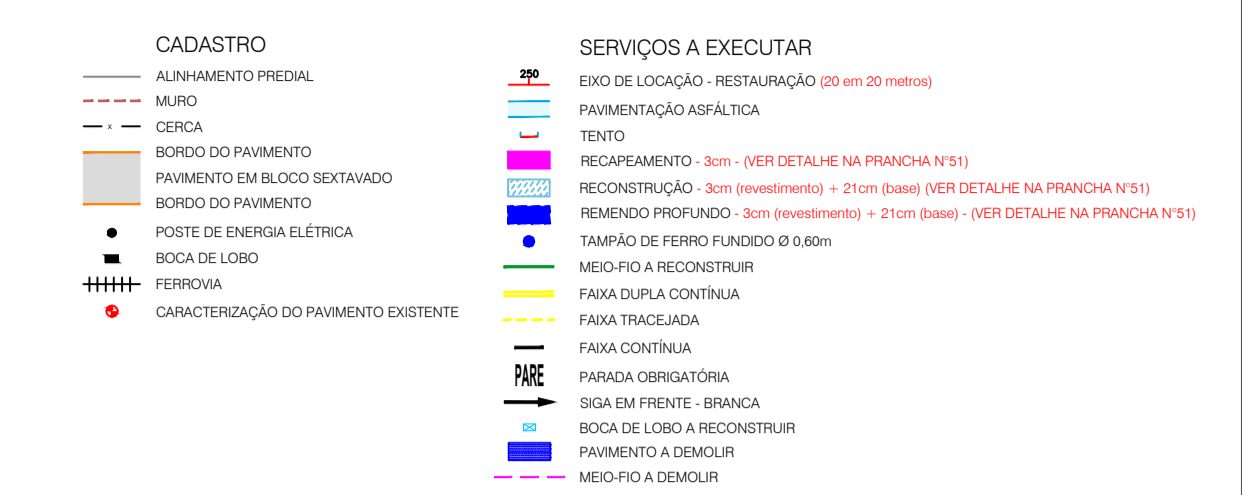 CADASTRO
ALINHAMENTO PREDIAL
MURO
x
CERCA
BORDO DO PAVIMENTO
PAVIMENTO EM BLOCO SEXTAVADO
BORDO DO PAVIMENTO
POSTE DE ENERGIA ELÉTRICA
BOCA DE LOBO
FERROVIA
CARACTERIZAÇÃO DO PAVIMENTO EXISTENTE
SERVIÇOS A EXECUTAR
250
EIXO DE LOCAÇÃO - RESTAURAÇÃO (20 em 20 metros)
PAVIMENTAÇÃO ASFÁLTICA
TENTO
RECAPEAMENTO - 3cm - (VER DETALHE NA PRANCHA N°51)
RECONSTRUÇÃO - 3cm (revestimento) + 21cm (base) (VER DETALHE NA PRANCHA N°51)
REMENDO PROFUNDO - 3cm (revestimento) + 21cm (base) - (VER DETALHE NA PRANCHA N°51)
TAMPÃO DE FERRO FUNDIDO Ø 0,60m
MEIO-FIO A RECONSTRUIR
FAIXA DUPLA CONTÍNUA
FAIXA TRACEJADA
FAIXA CONTÍNUA
PARE
PARADA OBRIGATÓRIA
SIGA EM FRENTE - BRANCA
BOCA DE LOBO A RECONSTRUIR
PAVIMENTO A DEMOLIR
MEIO-FIO A DEMOLIR